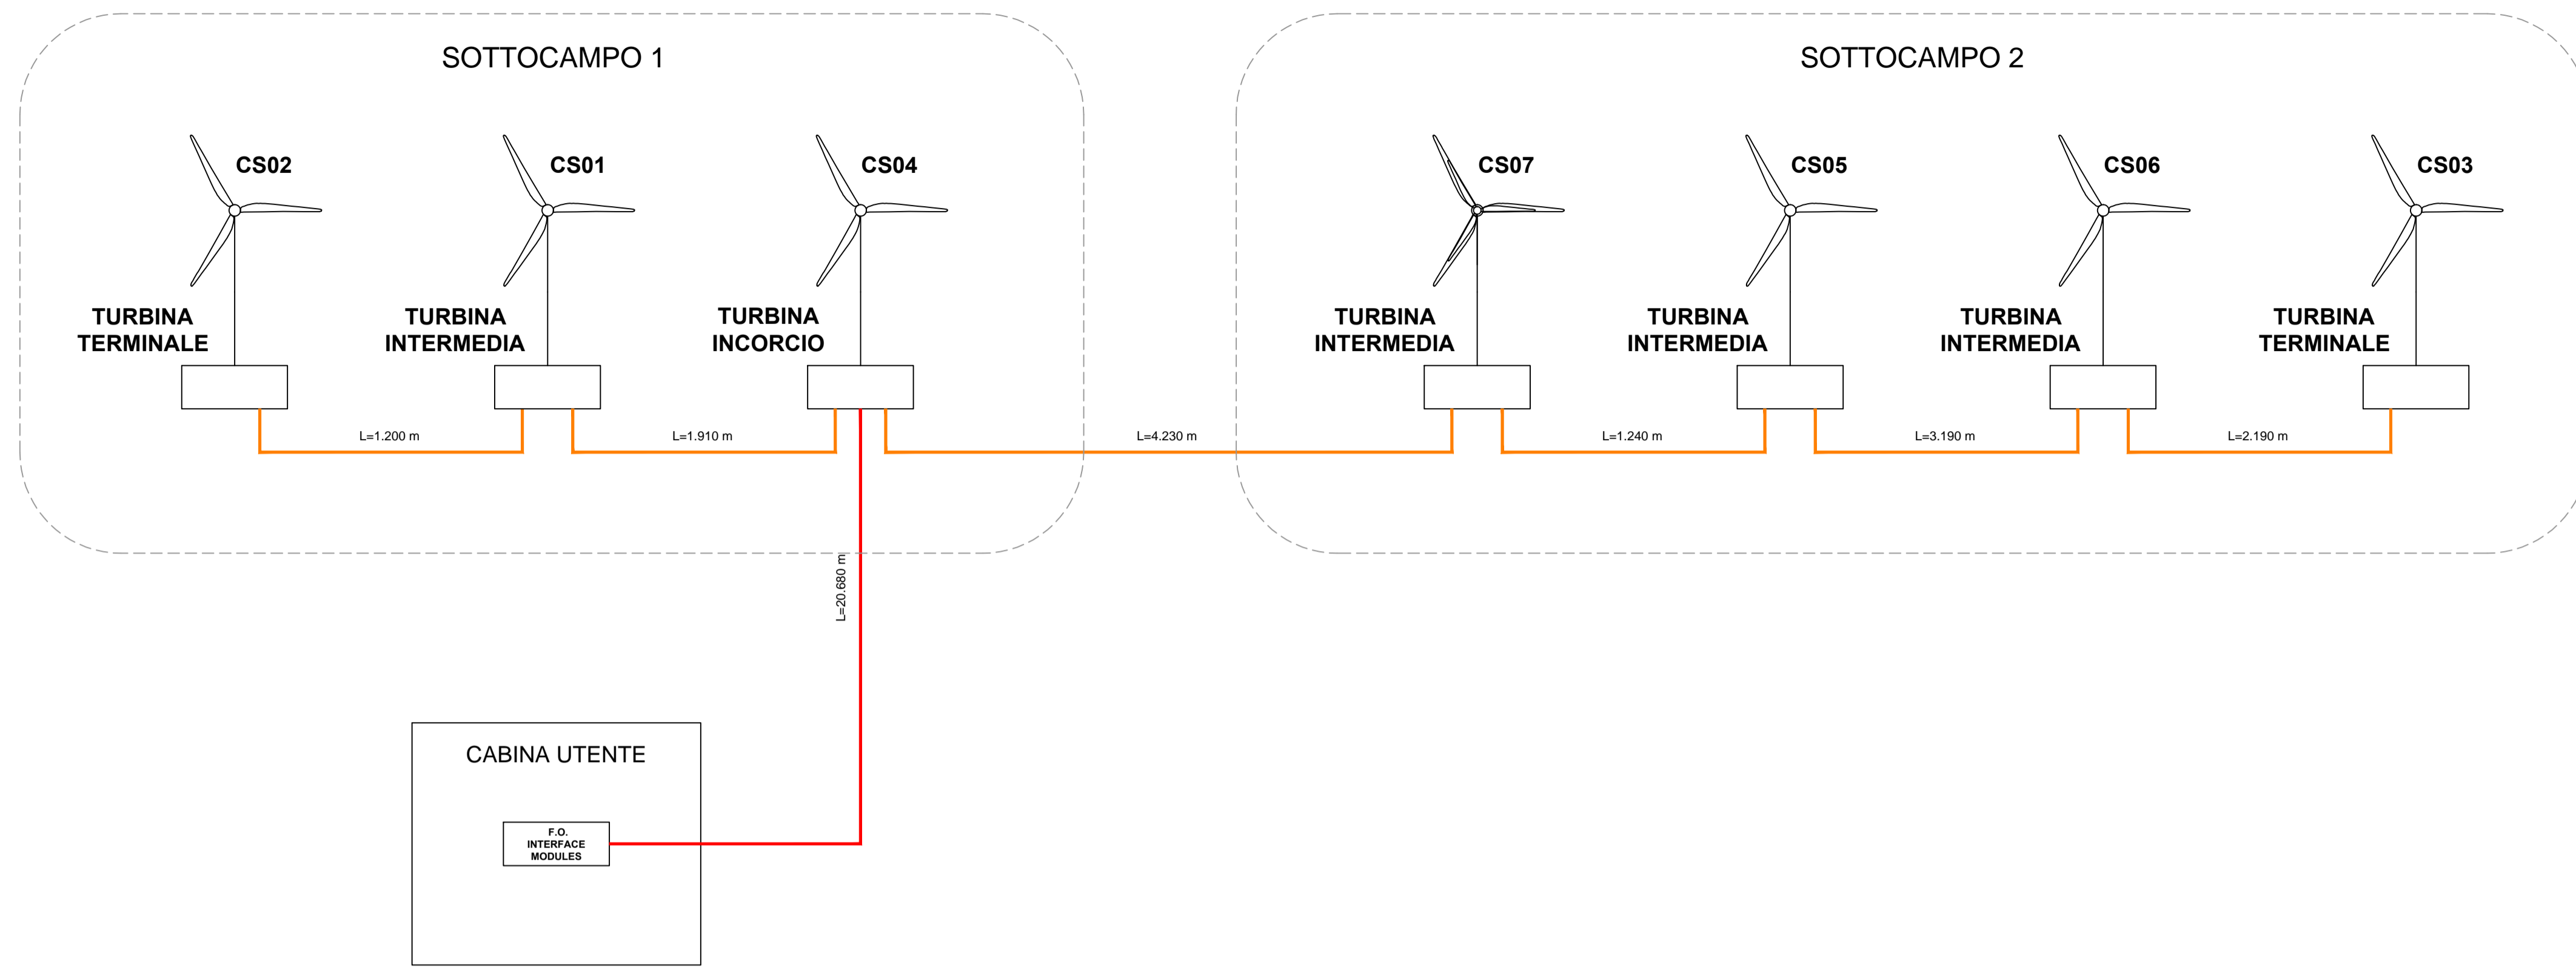 SOTTOCAMPO 1
SOTTOCAMPO 2
CS02
CS01
CS04
CS07
CS05
CS06
CS03
TURBINA
TERMINALE
TURBINA
INTERMEDIA
TURBINA
INCORCIO
TURBINA
INTERMEDIA
TURBINA
INTERMEDIA
TURBINA
INTERMEDIA
TURBINA
TERMINALE
L=1.200 m
L=1.910 m
L=4.230 m
L=1.240 m
L=3.190 m
L=2.190 m
L=20.680 m
CABINA UTENTE
F.O.
INTERFACE
MODULES